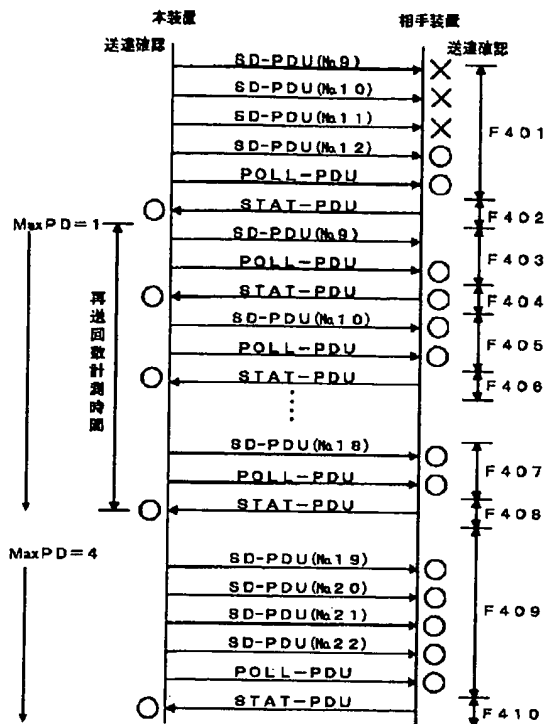 本装置
相手装置
送達確認
送達確認
SD-PDU(No.9)
SD-PDU(No.10)
SD-PDU(No.11)
SD-PDU(No.12)
POLL-PDU
F401
STAT-PDU
F402
MaxPD=1
SD-PDU(No.9)
POLL-PDU
F403
STAT-PDU
F404
SD-PDU(No.10)
POLL-PDU
F405
STAT-PDU
F406
再送回数計測時間
SD-PDU(No.18)
POLL-PDU
F407
STAT-PDU
F408
MaxPD=4
SD-PDU(No.19)
SD-PDU(No.20)
SD-PDU(No.21)
SD-PDU(No.22)
POLL-PDU
F409
STAT-PDU
F410